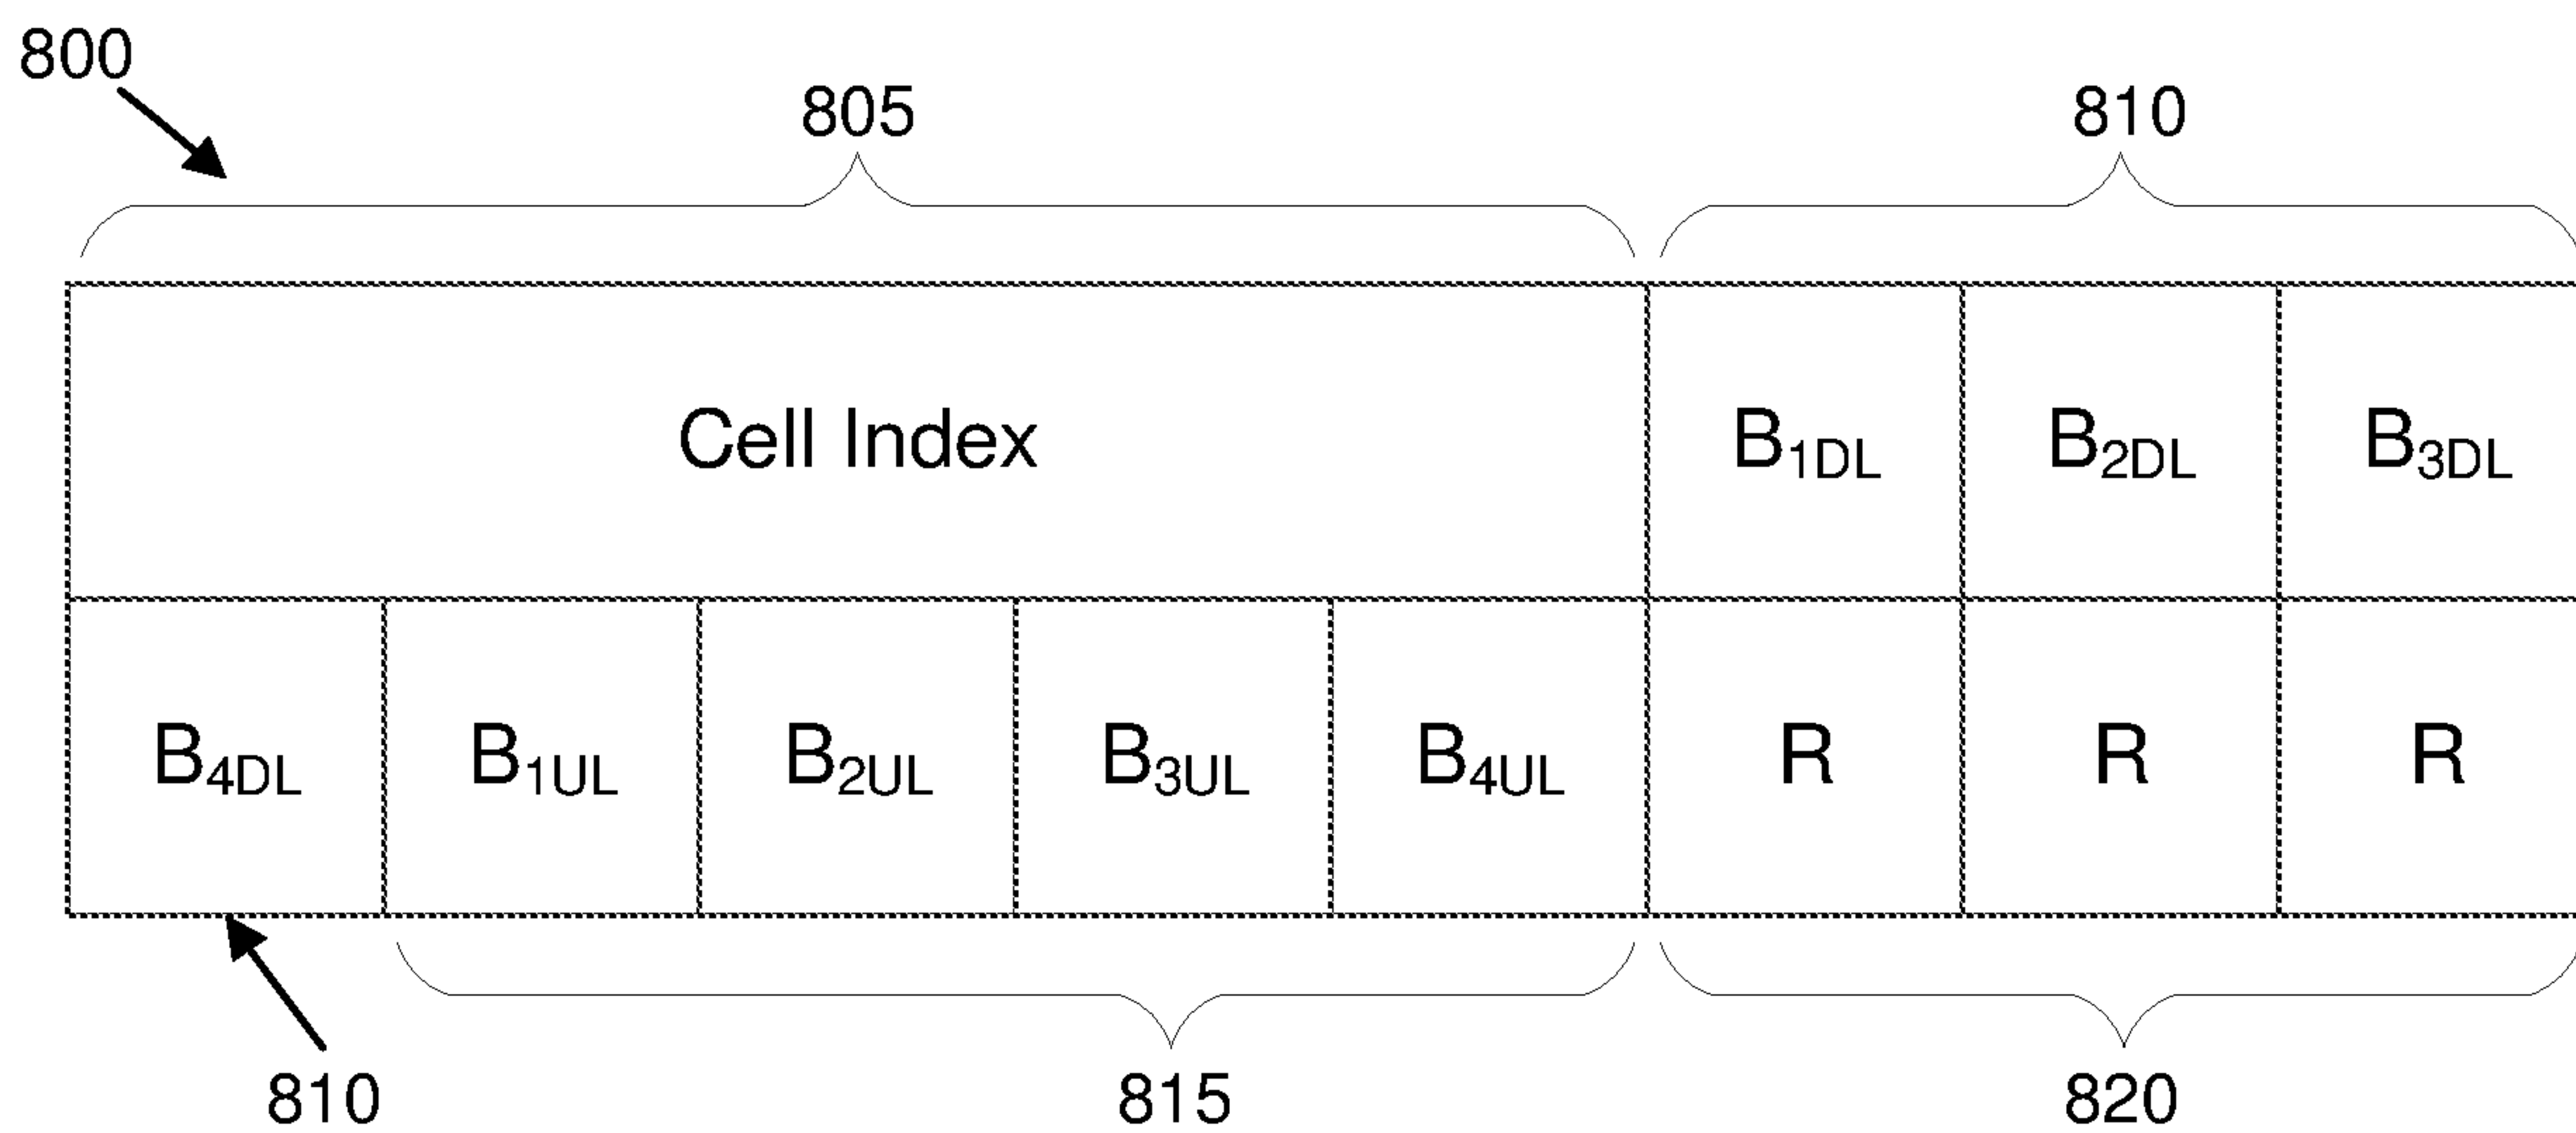 800
805 810
Cell Index B1DL B2DL B3DL
B4DL B1UL B2UL B3UL B4UL R R R
810 815 820